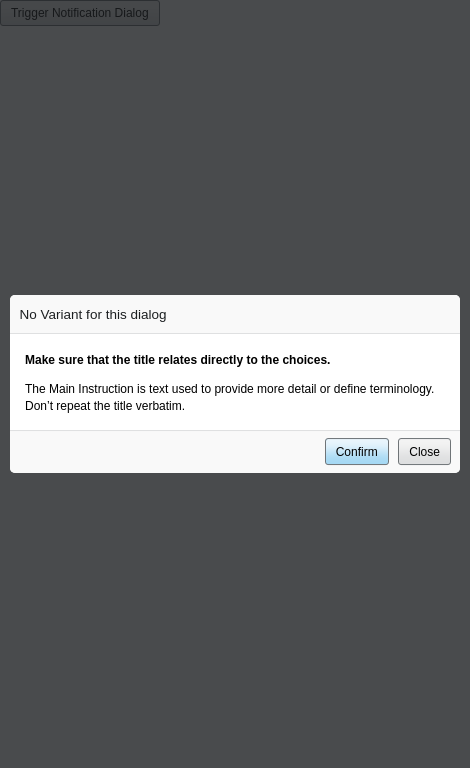 Trigger Notification Dialog
No Variant for this dialog
Make sure that the title relates directly to the choices.
The Main Instruction is text used to provide more detail or define terminology.
Don’t repeat the title verbatim.
Confirm
Close